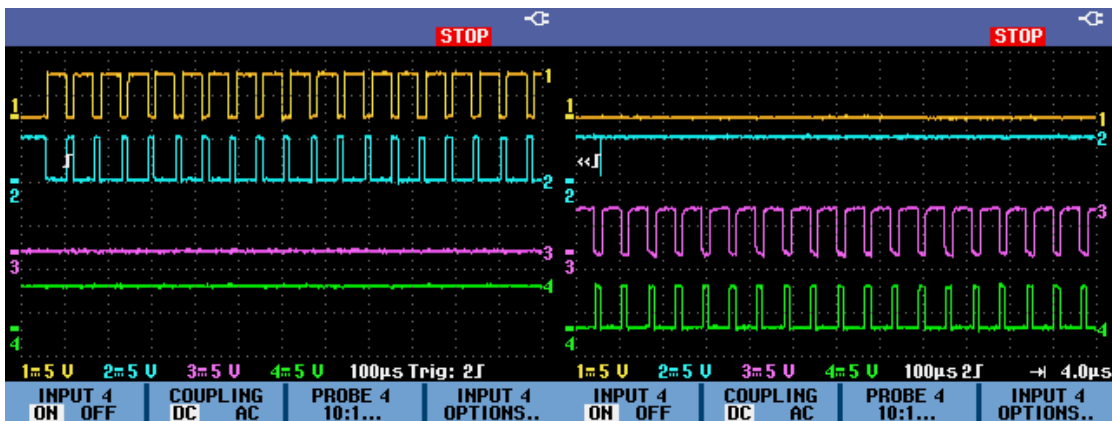 STOP
1
1
2
2
3
3
4
4
1 5 V 2 5 V 3 5 V 4 5 V 100µs Trig: 2
INPUT 4 COUPLING PROBE 4 INPUT 4
ON OFF DC AC 10:1... OPTIONS..
STOP
1
1
2
2
3
3
4
4
1 5 V 2 5 V 3 5 V 4 5 V 100µs 2 4.0µs
INPUT 4 COUPLING PROBE 4 INPUT 4
ON OFF DC AC 10:1... OPTIONS..